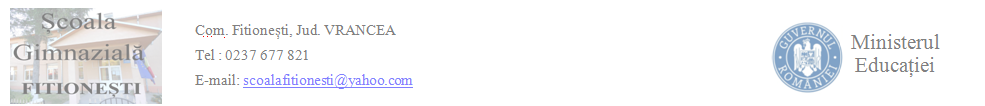 Școala
Gimnazială
FITIONEȘTI
Com. Fitionești, Jud. VRANCEA
Tel : 0237 677 821
E-mail: scoalafitionesti@yahoo.com
GUVERNUL
ROMÂNIEI
Ministerul
Educației